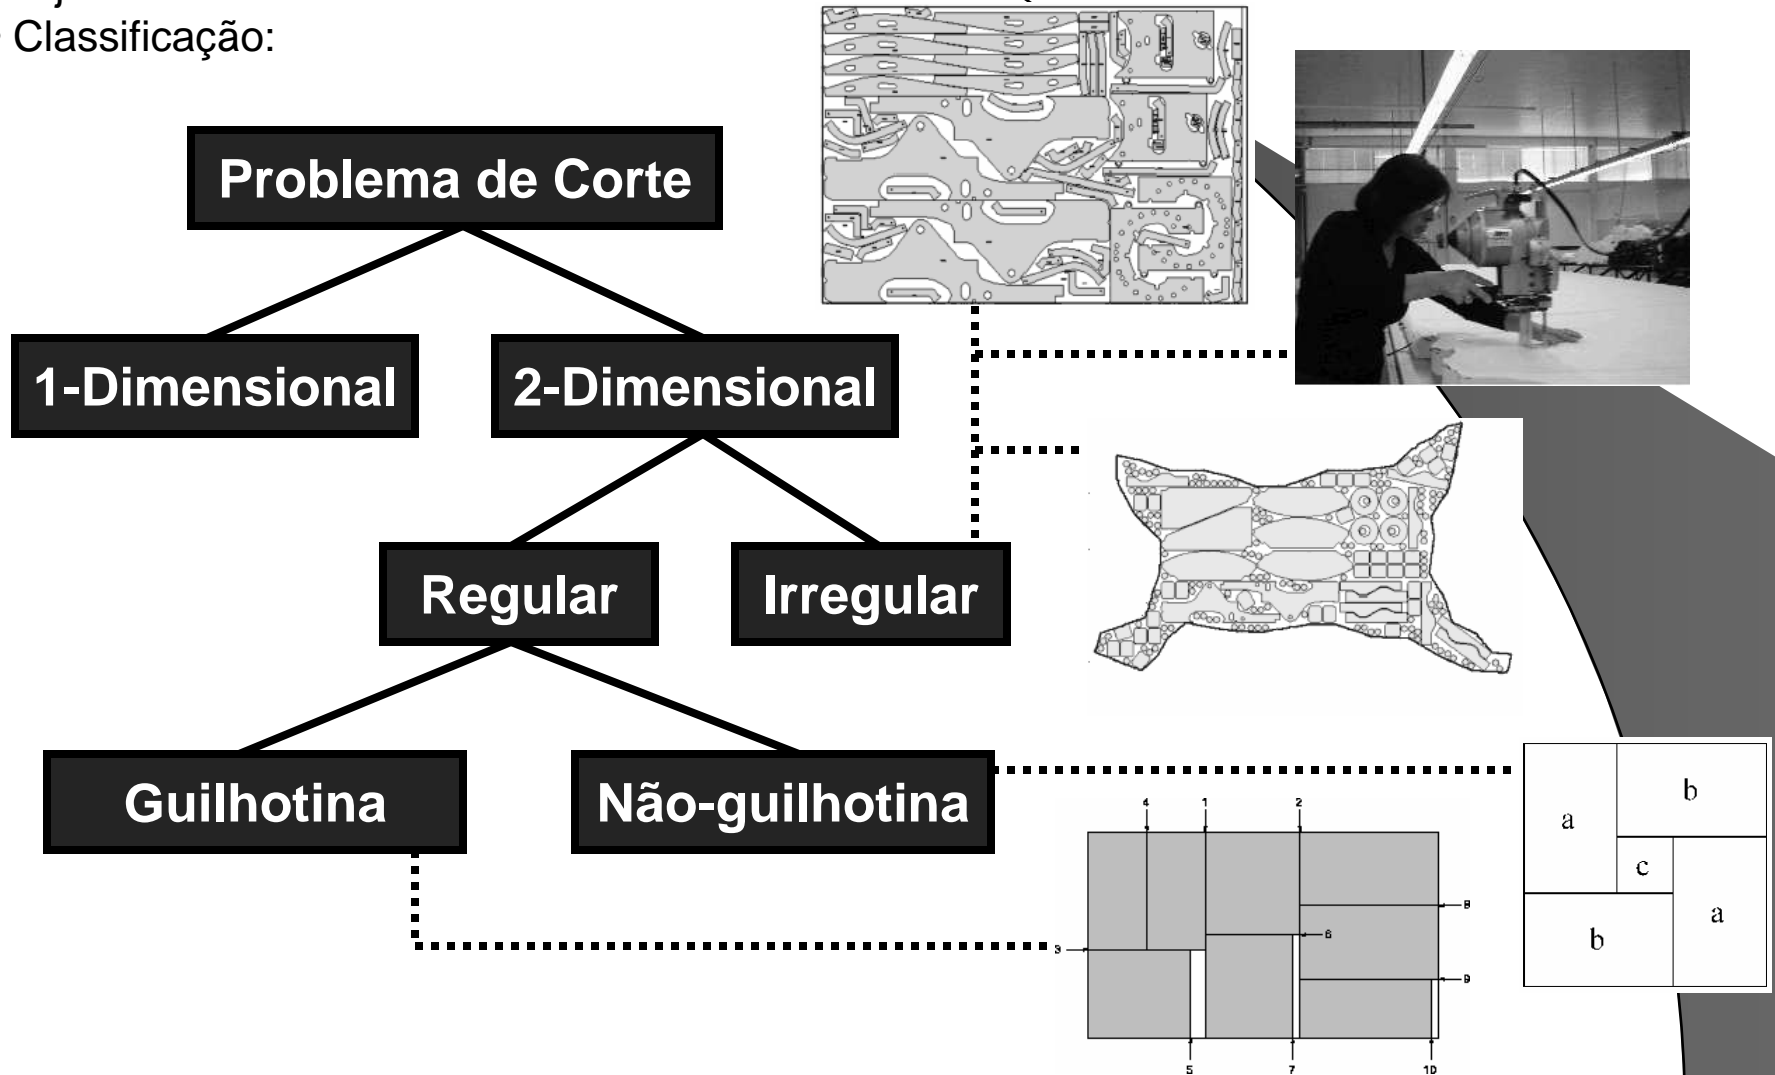 Classificação:
Problema de Corte
1-Dimensional
2-Dimensional
Regular
Irregular
Guilhotina
Não-guilhotina
4 1 2
3
8
6
9
5 7 10
a
b
c
b
a